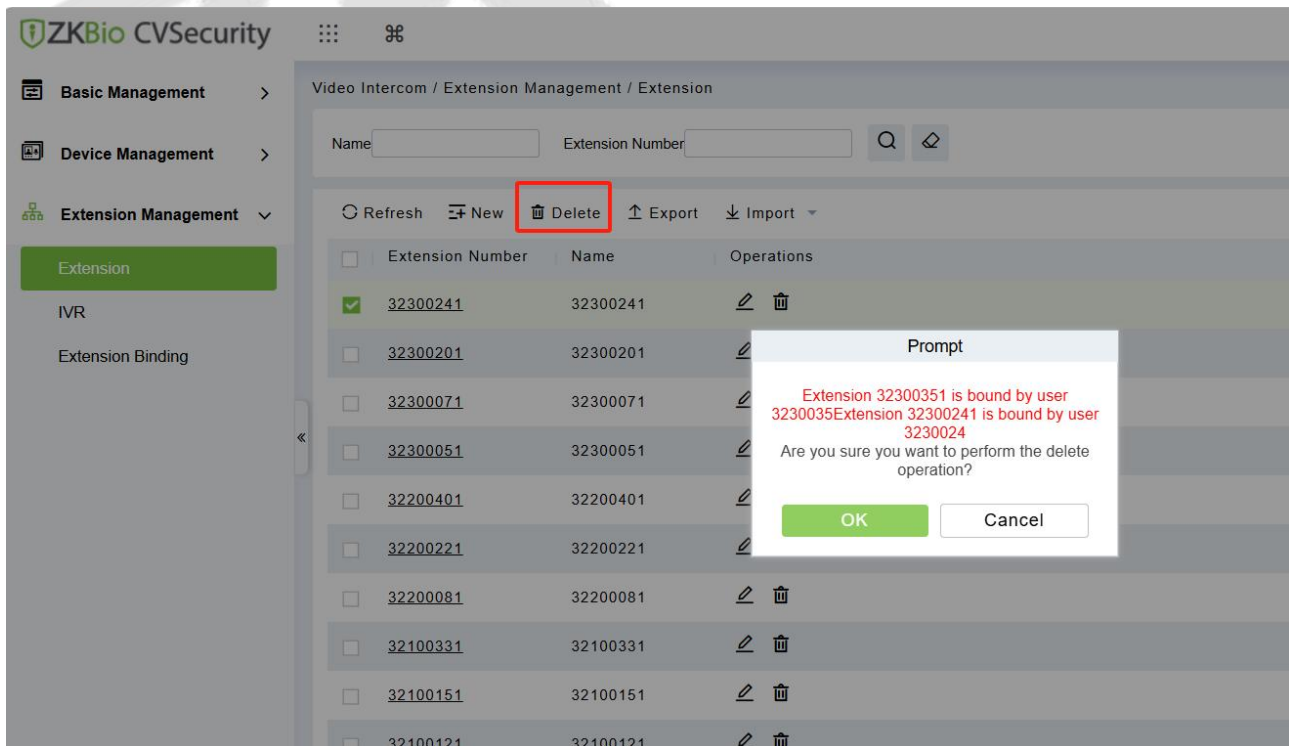 ZKBio CVSecurity
Basic Management
Video Intercom / Extension Management / Extension
Name
Extension Number
Device Management
Extension Management
Refresh New Delete Export Import
Extension Number Name Operations
Extension
32300241 32300241
IVR
32300201 32300201
Extension Binding
32300071 32300071
32300051 32300051
32200401 32200401
32200221 32200221
32200081 32200081
32100331 32100331
32100151 32100151
32100121 32100121
Prompt
Extension 32300351 is bound by user
3230035Extension 32300241 is bound by user
3230024
Are you sure you want to perform the delete
operation?
OK Cancel